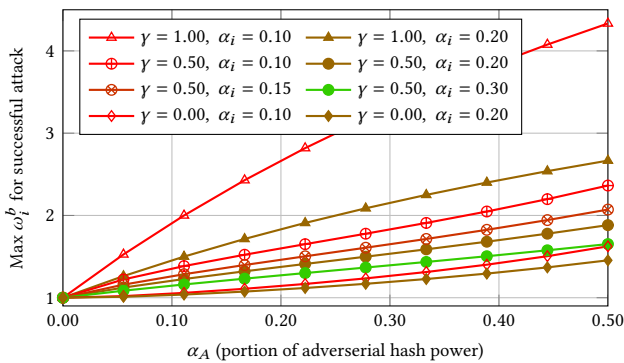 4
3
2
1
Max ω_i^b for successful attack
γ = 1.00, α_i = 0.10
γ = 1.00, α_i = 0.20
γ = 0.50, α_i = 0.10
γ = 0.50, α_i = 0.20
γ = 0.50, α_i = 0.15
γ = 0.50, α_i = 0.30
γ = 0.00, α_i = 0.10
γ = 0.00, α_i = 0.20
0.00 0.10 0.20 0.30 0.40 0.50
α_A (portion of adverserial hash power)